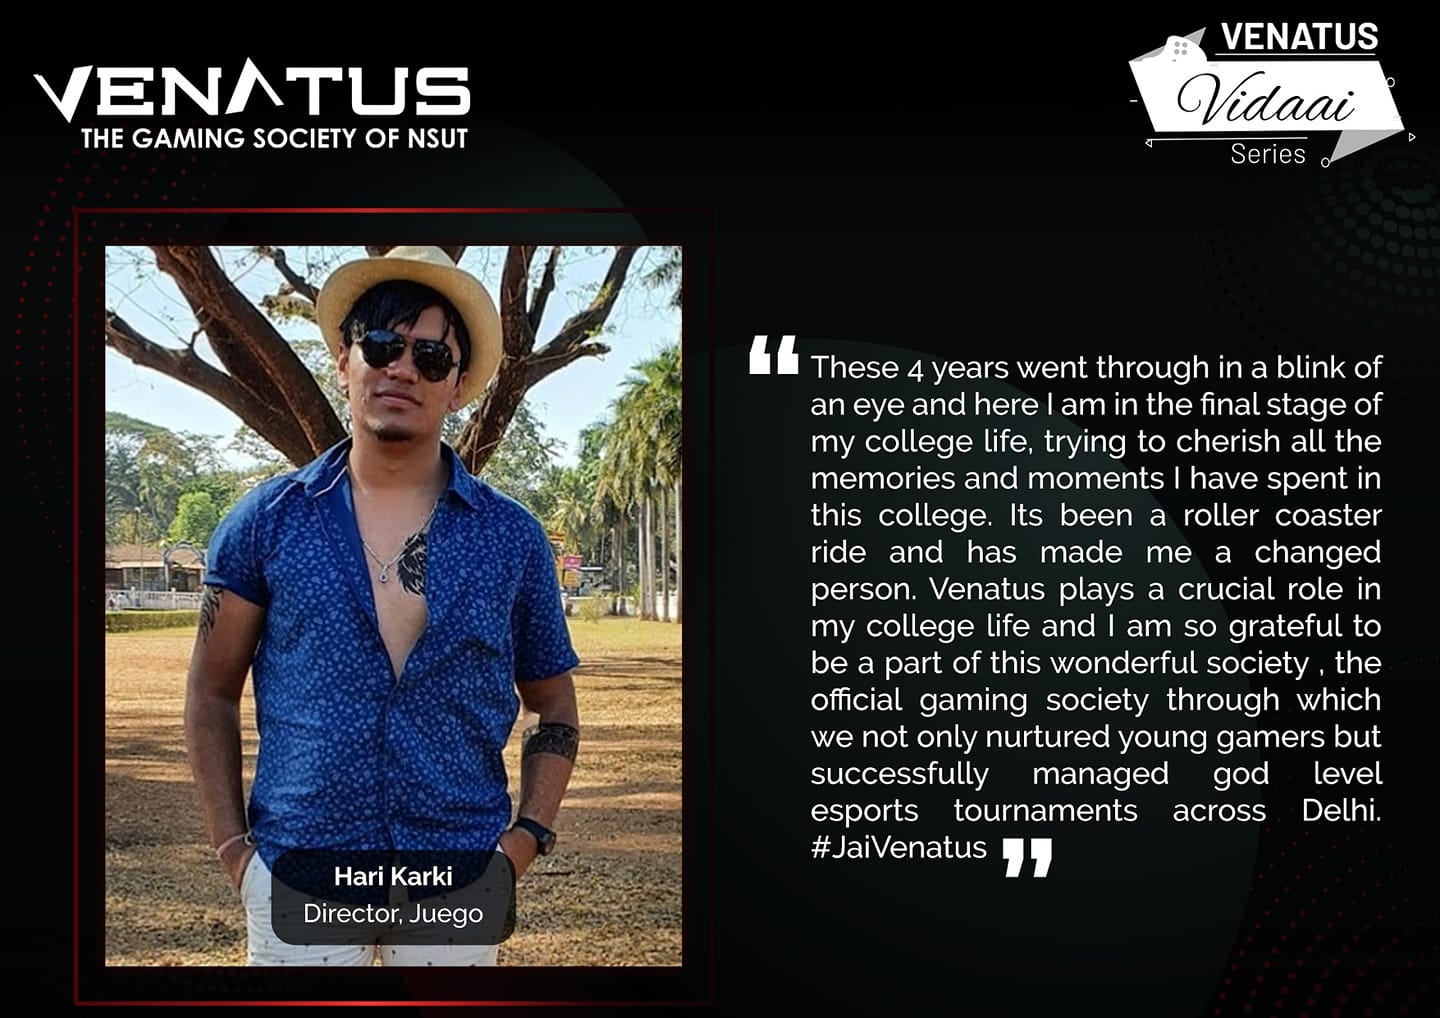 VENATUS
THE GAMING SOCIETY OF NSUT
VENATUS
Vidaai
Series
Hari Karki
Director, Juego
“These 4 years went through in a blink of
an eye and here I am in the final stage of
my college life, trying to cherish all the
memories and moments I have spent in
this college. Its been a roller coaster
ride and has made me a changed
person. Venatus plays a crucial role in
my college life and I am so grateful to
be a part of this wonderful society , the
official gaming society through which
we not only nurtured young gamers but
successfully managed god level
esports tournaments across Delhi.
#JaiVenatus”